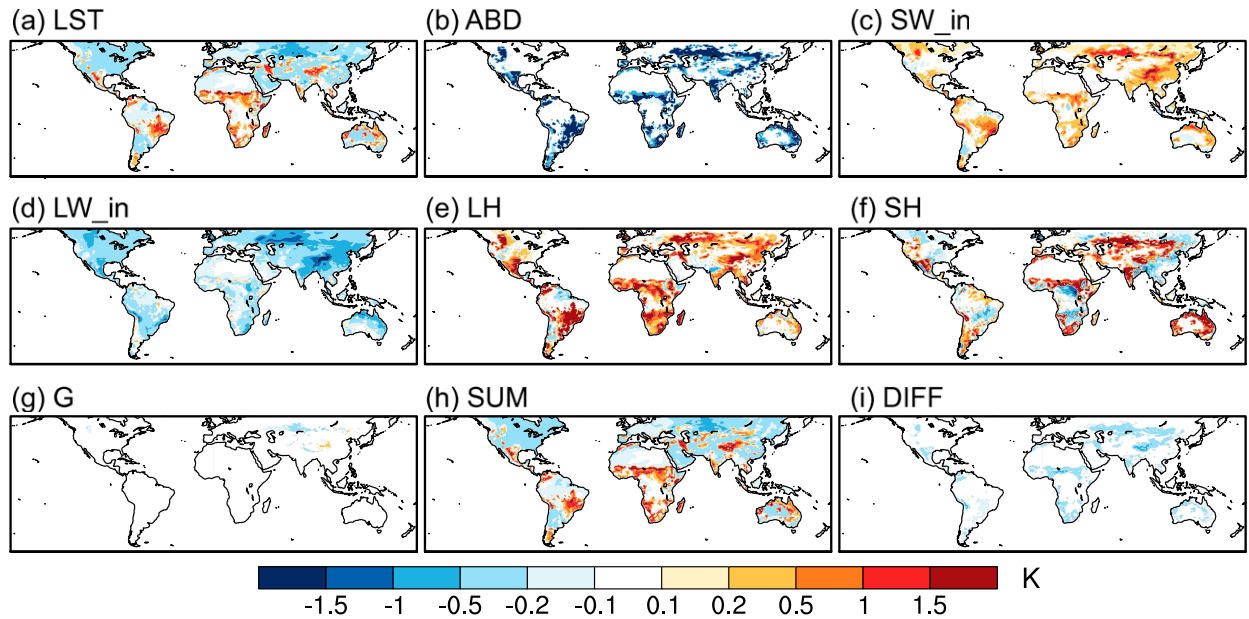 (a) LST (b) ABD (c) SW_in
(d) LW_in (e) LH (f) SH
(g) G (h) SUM (i) DIFF
K
-1.5 -1 -0.5 -0.2 -0.1 0.1 0.2 0.5 1 1.5